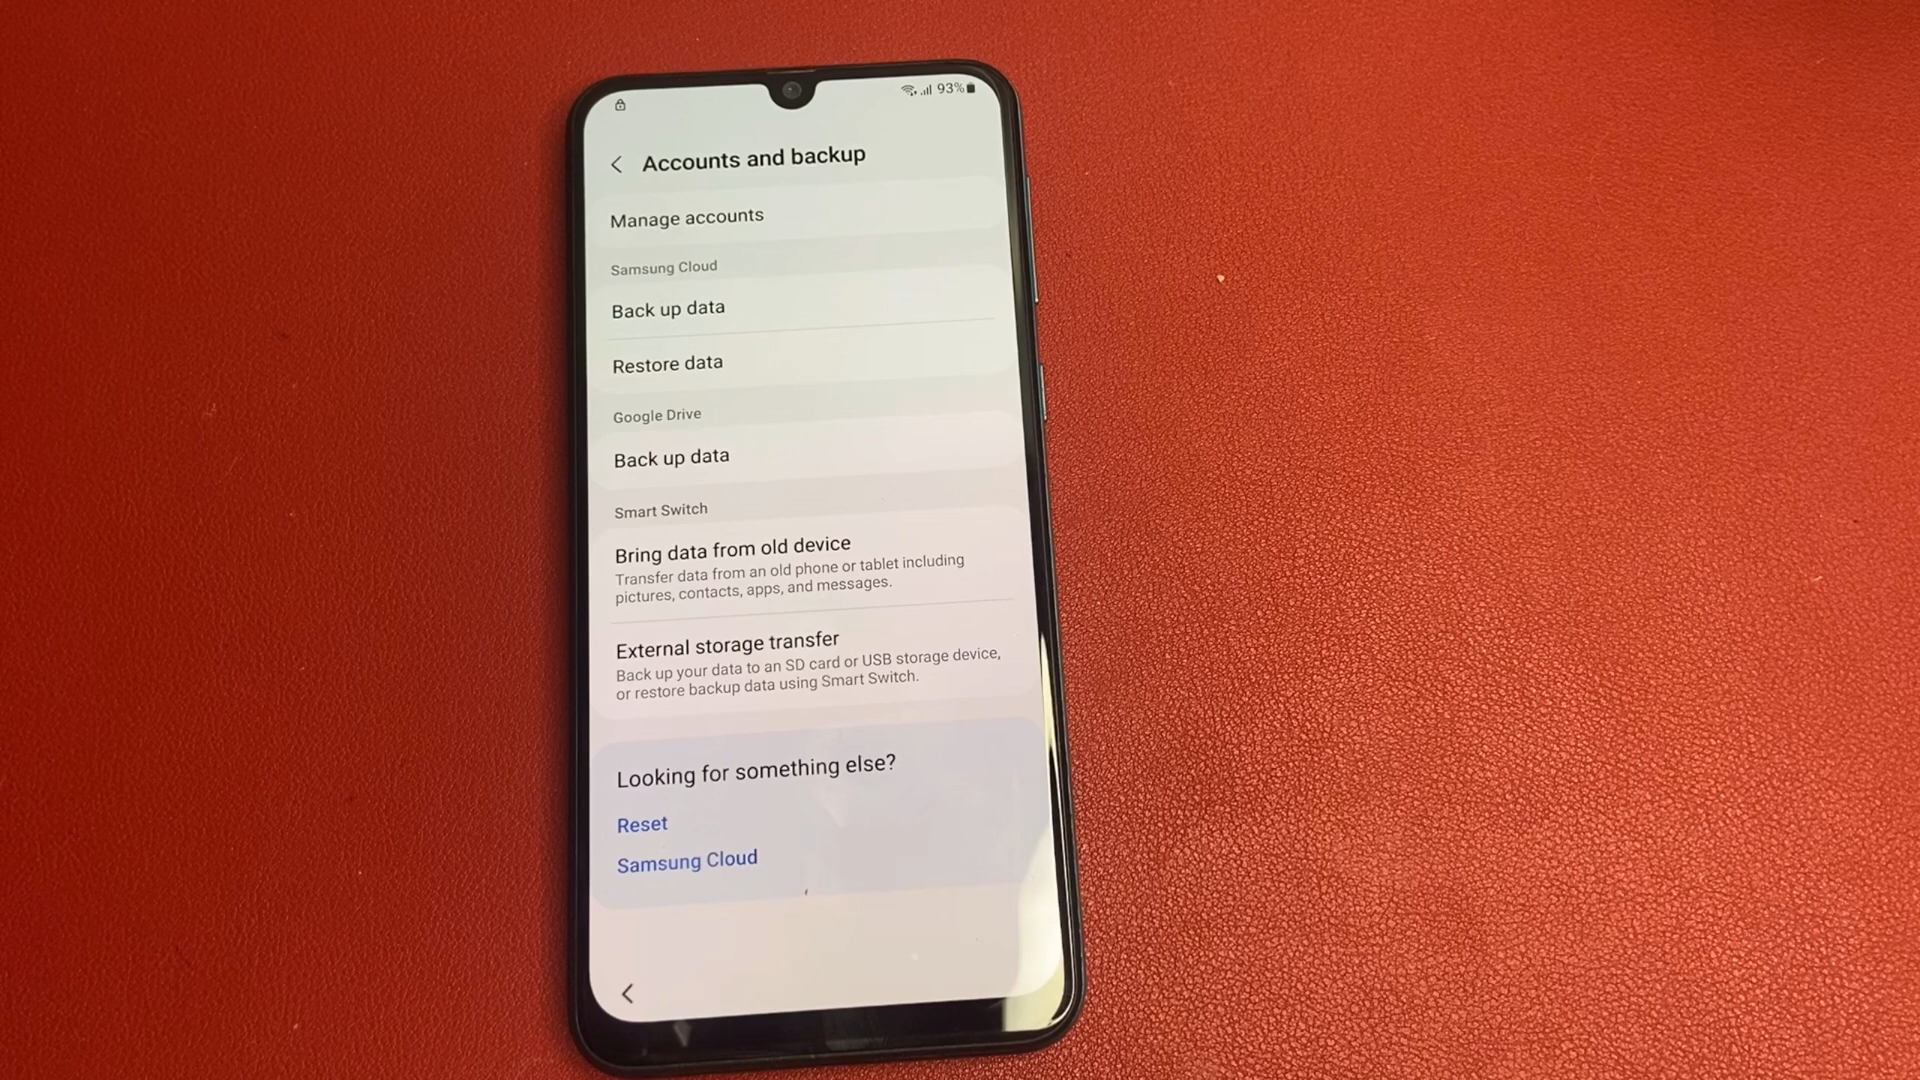 93%
Accounts and backup
Manage accounts
Samsung Cloud
Back up data
Restore data
Google Drive
Back up data
Smart Switch
Bring data from old device
Transfer data from an old phone or tablet including
pictures, contacts, apps, and messages.
External storage transfer
Back up your data to an SD card or USB storage device,
or restore backup data using Smart Switch.
Looking for something else?
Reset
Samsung Cloud